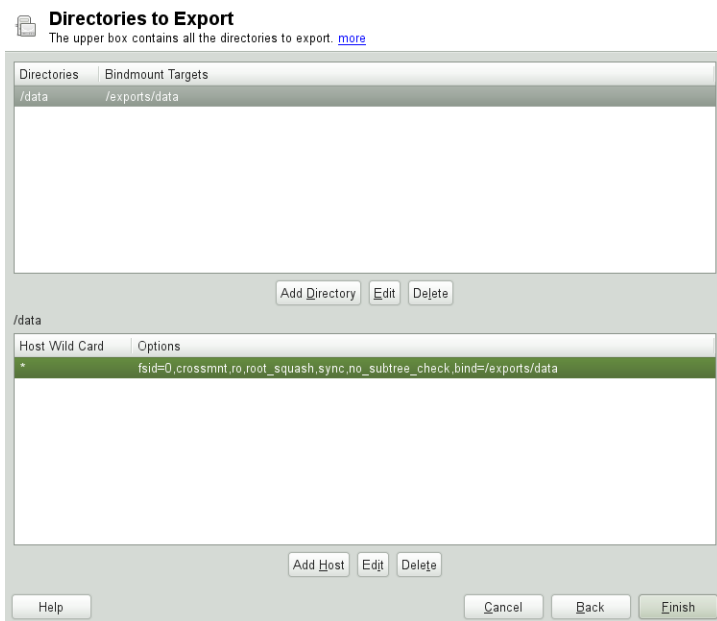 Directories to Export
The upper box contains all the directories to export. more
Directories Bindmount Targets
/data /exports/data
Add Directory Edit Delete
/data
Host Wild Card Options
* fsid=0,crossmnt,ro,root_squash,sync,no_subtree_check,bind=/exports/data
Add Host Edit Delete
Help Cancel Back Finish